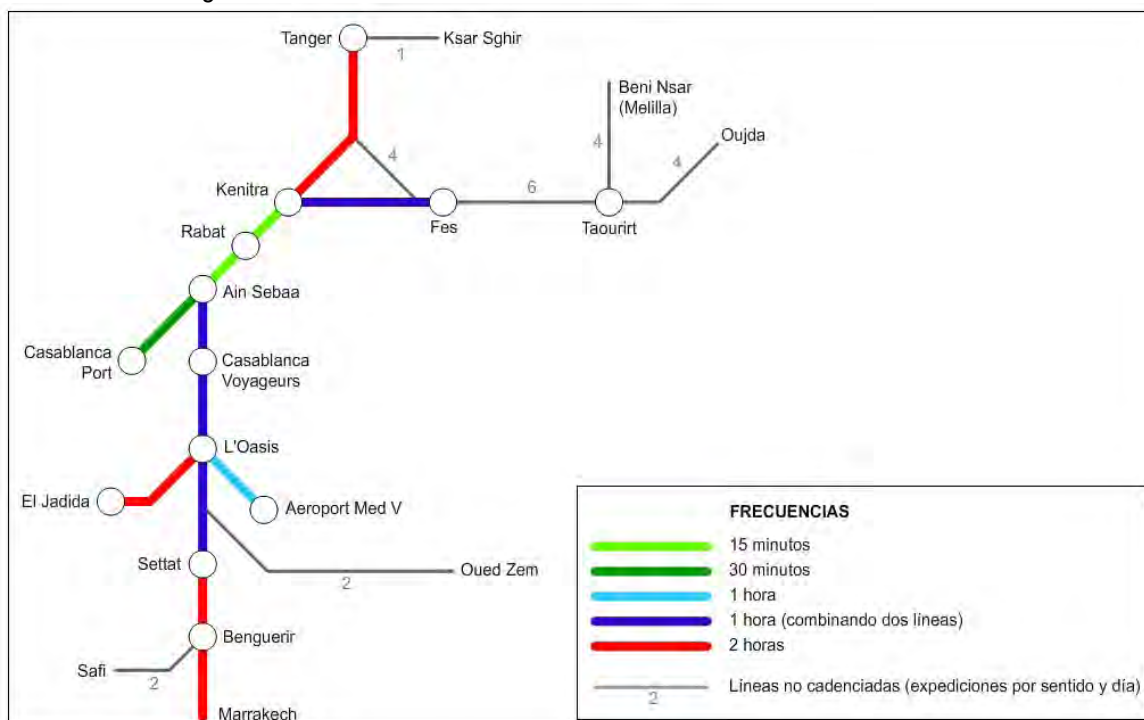 Tanger
Ksar Sghir
1
Beni Nsar
(Melilla)
Oujda
4
4
4
Kenitra
6
Rabat
Fes
Taourirt
Ain Sebaa
Casablanca
Port
Casablanca
Voyageurs
L'Oasis
El Jadida
Aeroport Med V
Settat
Oued Zem
2
Benguerir
Safi
2
Marrakech
FRECUENCIAS
15 minutos
30 minutos
1 hora
1 hora (combinando dos líneas)
2 horas
2
Líneas no cadenciadas (expediciones por sentido y día)